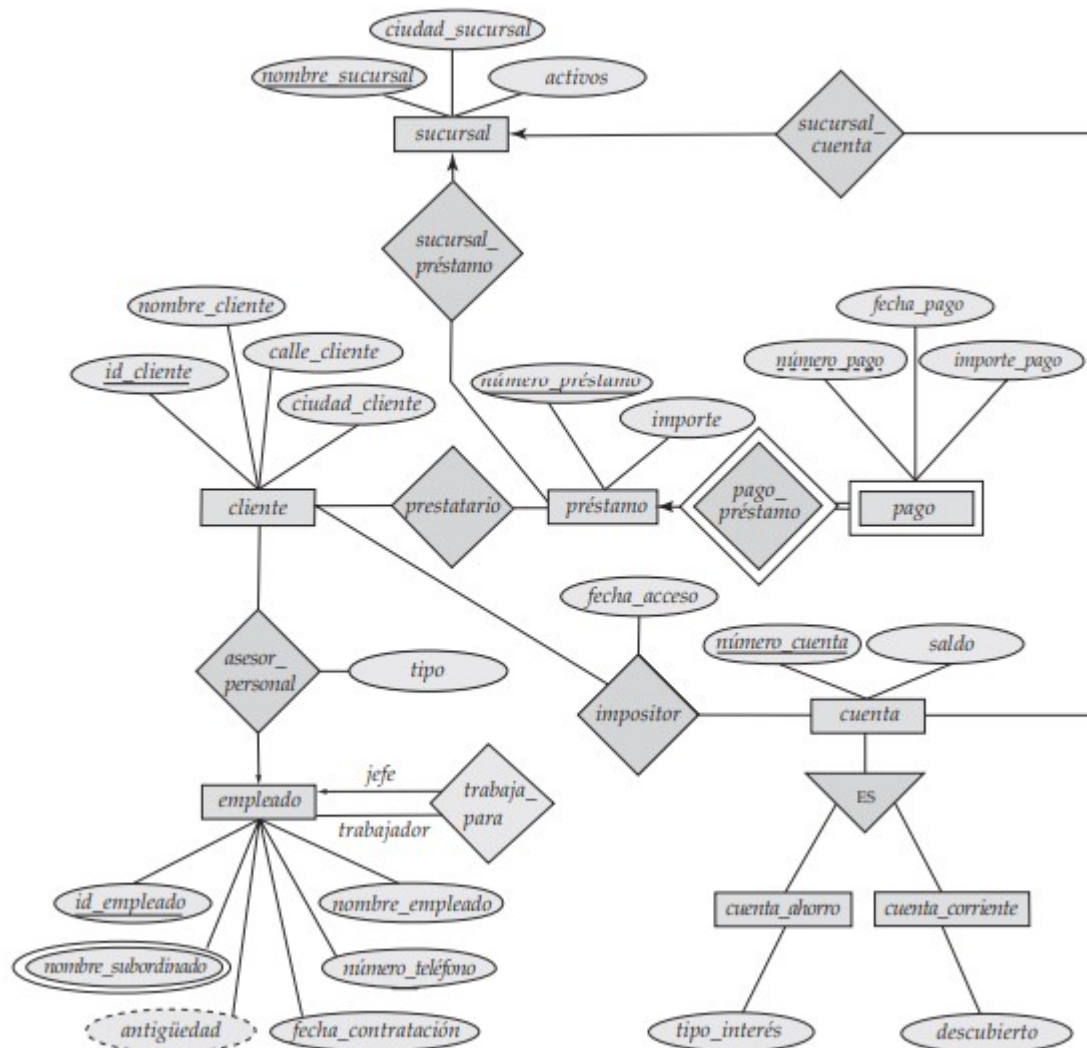 ciudad_sucursal
nombre_sucursal
activos
sucursal
sucursal_
cuenta
sucursal_
préstamo
nombre_cliente
calle_cliente
id_cliente
ciudad_cliente
fecha_pago
número_pago
importe_pago
número_préstamo
importe
cliente
prestatario
préstamo
pago_
préstamo
pago
fecha_acceso
asesor_
personal
tipo
número_cuenta
saldo
impositor
cuenta
jefe
empleado
trabajador
trabaja_
para
ES
id_empleado
nombre_empleado
cuenta_ahorro
cuenta_corriente
nombre_subordinado
número_teléfono
antigüedad
fecha_contratación
tipo_interés
descubierto